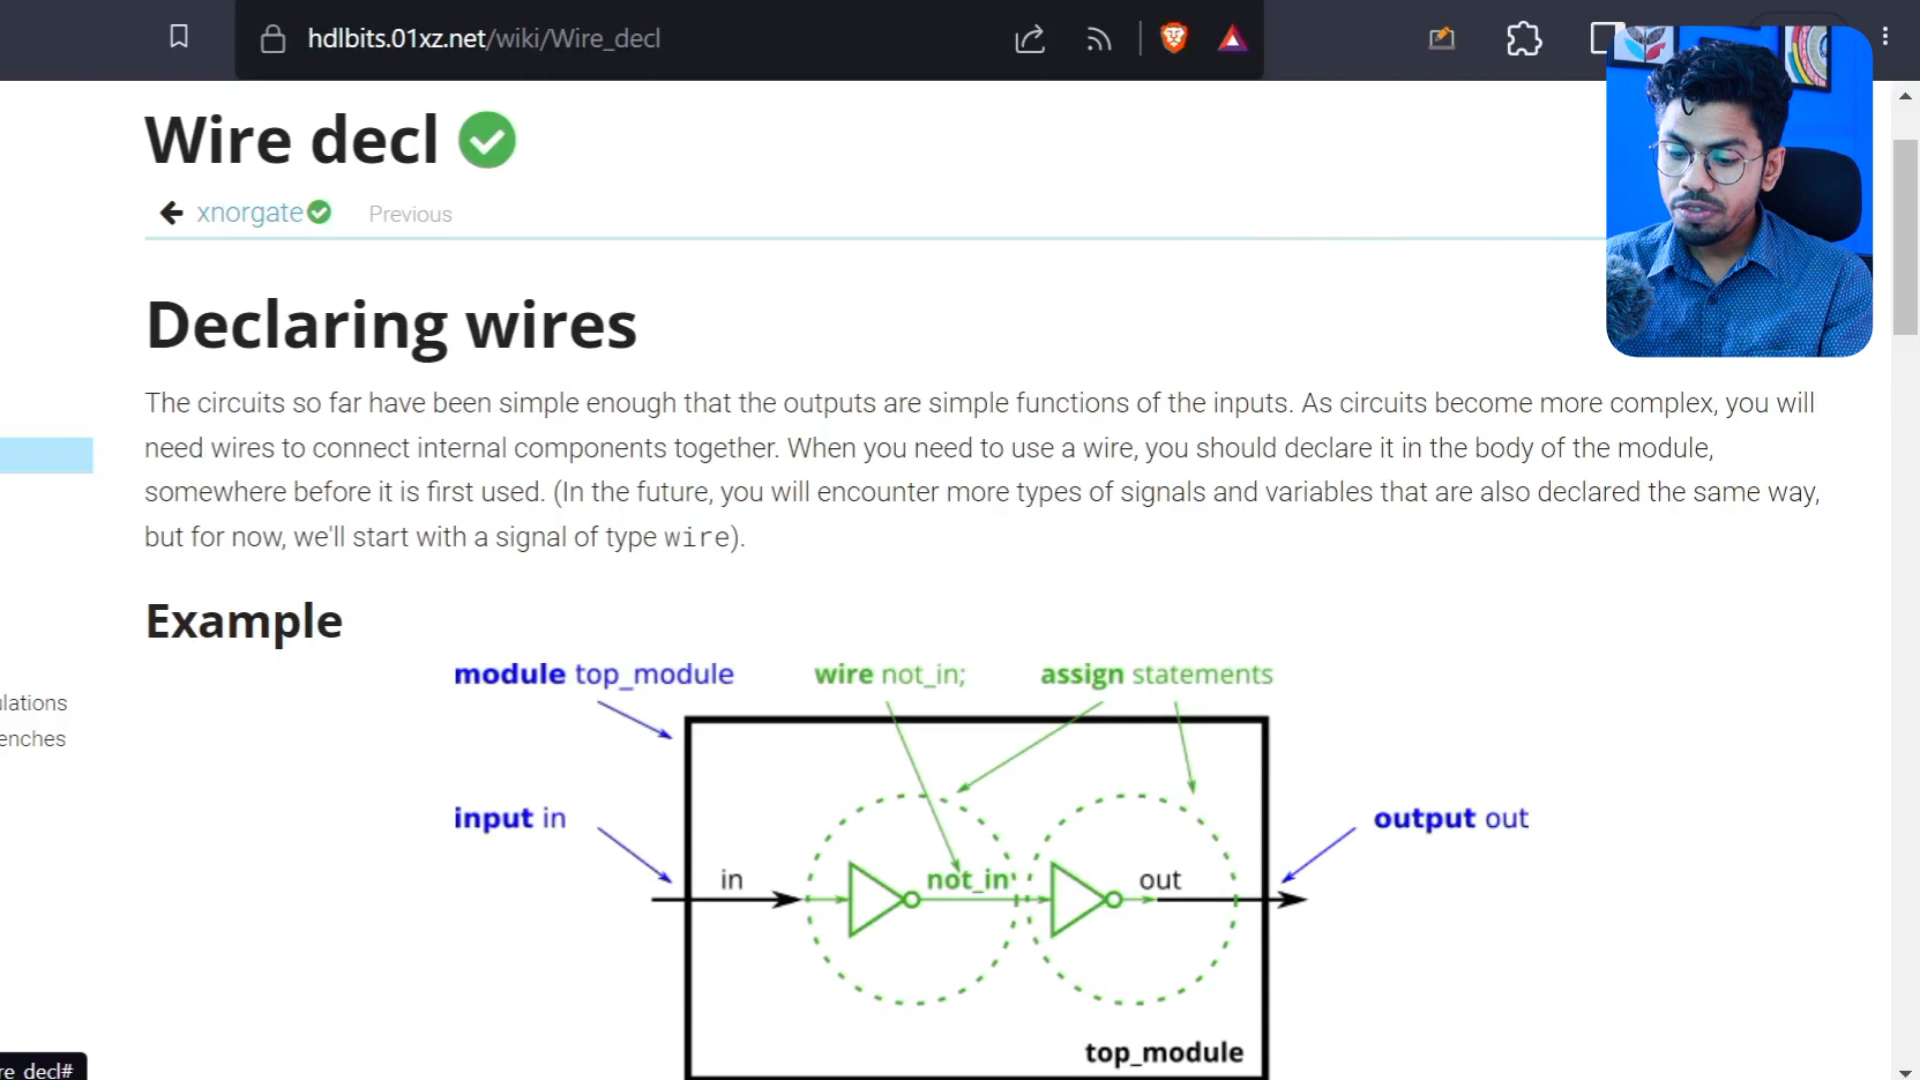 hdlbits.01xz.net/wiki/Wire_decl
Wire decl
xnorgate Previous
Declaring wires
The circuits so far have been simple enough that the outputs are simple functions of the inputs. As circuits become more complex, you will
need wires to connect internal components together. When you need to use a wire, you should declare it in the body of the module,
somewhere before it is first used. (In the future, you will encounter more types of signals and variables that are also declared the same way,
but for now, we'll start with a signal of type wire).
Example
module top_module
wire not_in;
assign statements
input in
output out
in
not_in
out
top_module
ulations
enches
re_decl#